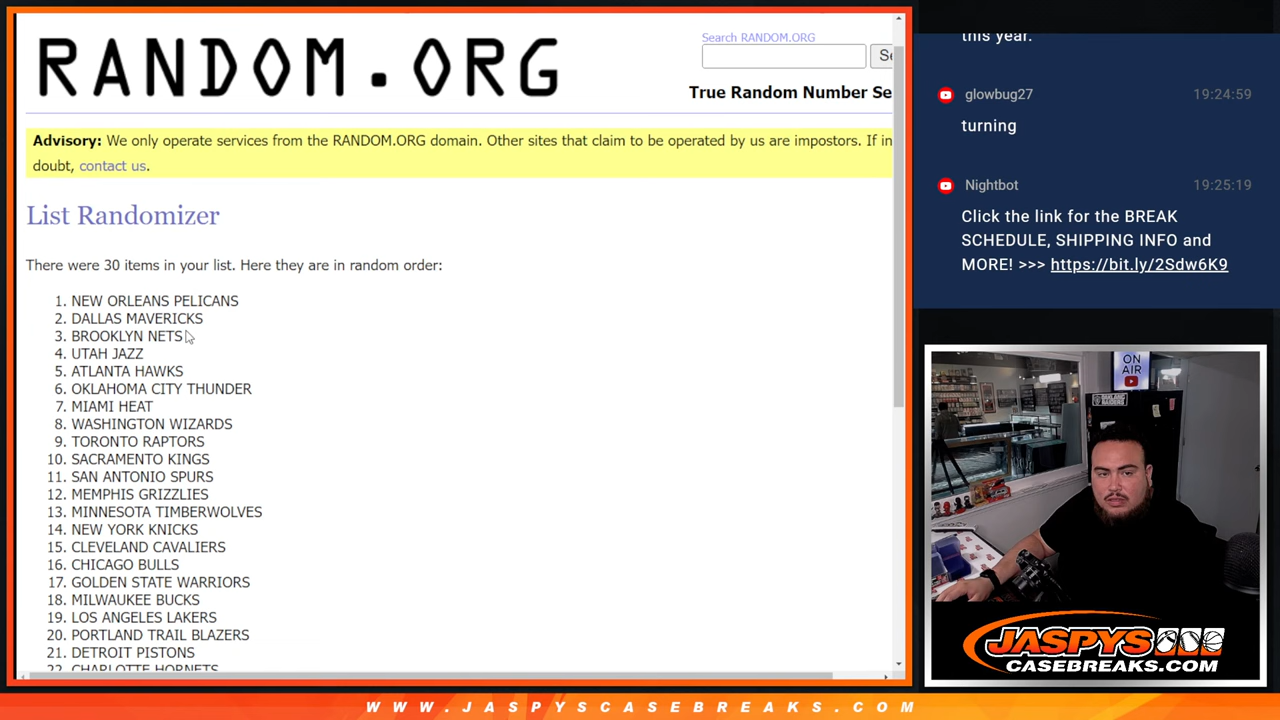 RANDOM.ORG
Search RANDOM.ORG
Se
True Random Number Se
Advisory: We only operate services from the RANDOM.ORG domain. Other sites that claim to be operated by us are impostors. If in
doubt, contact us.
List Randomizer
There were 30 items in your list. Here they are in random order:
1. NEW ORLEANS PELICANS
2. DALLAS MAVERICKS
3. BROOKLYN NETS
4. UTAH JAZZ
5. ATLANTA HAWKS
6. OKLAHOMA CITY THUNDER
7. MIAMI HEAT
8. WASHINGTON WIZARDS
9. TORONTO RAPTORS
10. SACRAMENTO KINGS
11. SAN ANTONIO SPURS
12. MEMPHIS GRIZZLIES
13. MINNESOTA TIMBERWOLVES
14. NEW YORK KNICKS
15. CLEVELAND CAVALIERS
16. CHICAGO BULLS
17. GOLDEN STATE WARRIORS
18. MILWAUKEE BUCKS
19. LOS ANGELES LAKERS
20. PORTLAND TRAIL BLAZERS
21. DETROIT PISTONS
22. CHARLOTTE HORNETS
this year.
glowbug27 19:24:59
turning
Nightbot 19:25:19
Click the link for the BREAK
SCHEDULE, SHIPPING INFO and
MORE! >>> https://bit.ly/2Sdw6K9
ON
AIR
JASPYS
CASEBREAKS.COM
WWW.JASPYSCASEBREAKS.COM